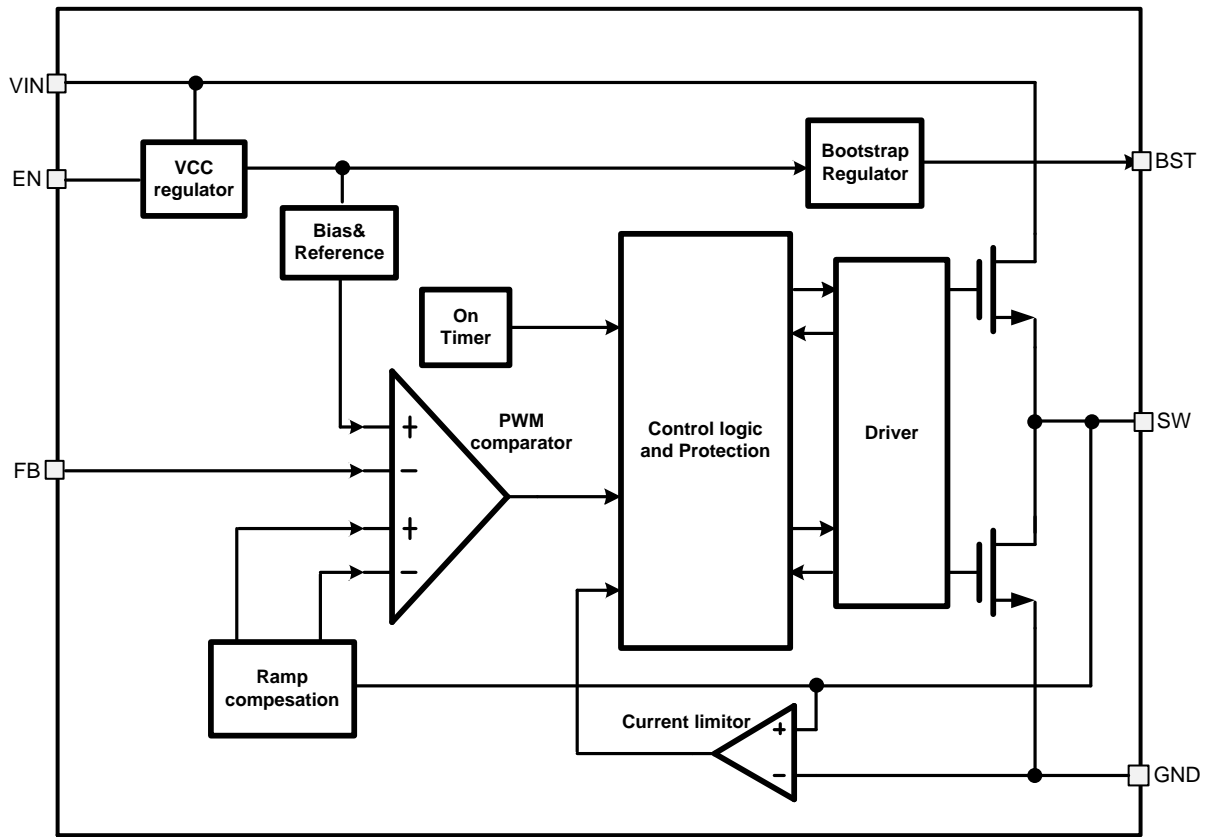 VIN
EN
VCC
regulator
Bootstrap
Regulator
BST
Bias&
Reference
On
Timer
PWM
comparator
Control logic
and Protection
Driver
SW
FB
+
−
+
−
Ramp
compesation
Current limitor
+
−
GND